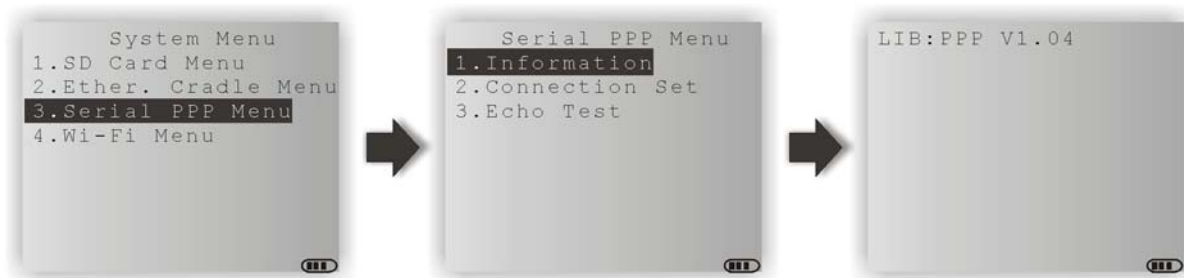 System Menu
1.SD Card Menu
2.Ether. Cradle Menu
3.Serial PPP Menu
4.Wi-Fi Menu
Serial PPP Menu
1.Information
2.Connection Set
3.Echo Test
LIB:PPP V1.04